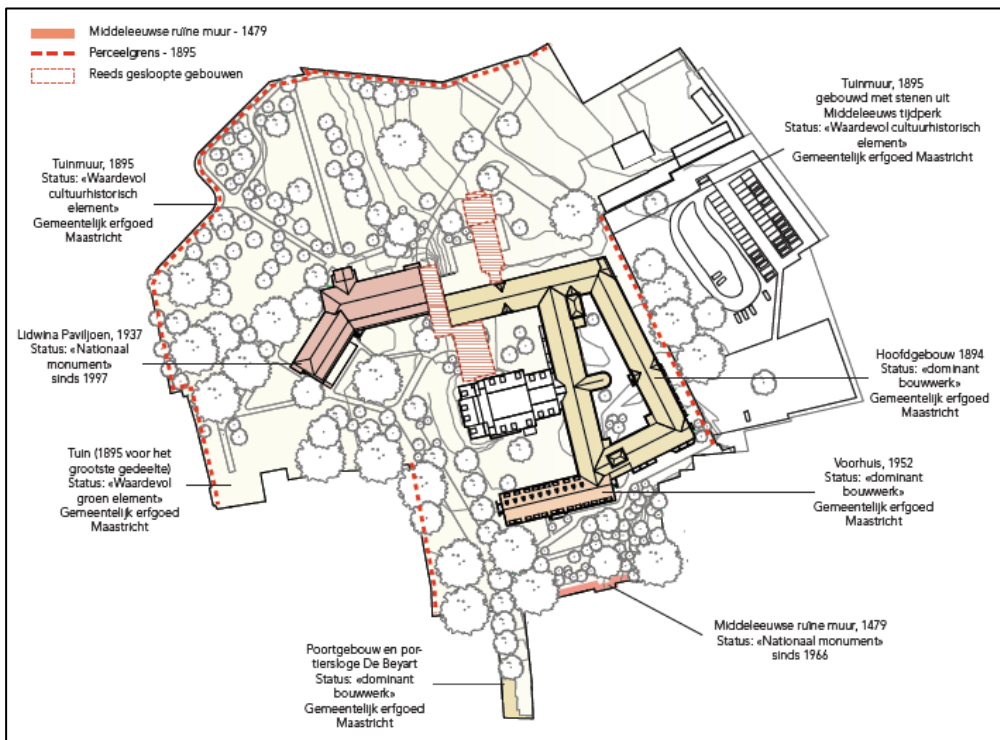 Middeleeuwse ruïne muur - 1479
Perceelgrens - 1895
Reeds gesloopte gebouwen
Tuinmuur, 1895
gebouwd met stenen uit
Middeleeuws tijdperk
Status: «Waardevol cultuurhistorisch
element»
Gemeentelijk erfgoed Maastricht
Tuinmuur, 1895
Status: «Waardevol
cultuurhistorisch
element»
Gemeentelijk erfgoed
Maastricht
Lidwina Paviljoen, 1937
Status: «Nationaal
monument»
sinds 1997
Hoofdgebouw 1894
Status: «dominant
bouwwerk»
Gemeentelijk erfgoed
Maastricht
Tuin (1895 voor het
grootste gedeelte)
Status: «Waardevol
groen element»
Gemeentelijk erfgoed
Maastricht
Voorhuis, 1952
Status: «dominant
bouwwerk»
Gemeentelijk erfgoed
Maastricht
Middeleeuwse ruïne muur, 1479
Status: «Nationaal monument»
sinds 1966
Poortgebouw en por-
tiersloge De Beyart
Status: «dominant
bouwwerk»
Gemeentelijk erfgoed
Maastricht